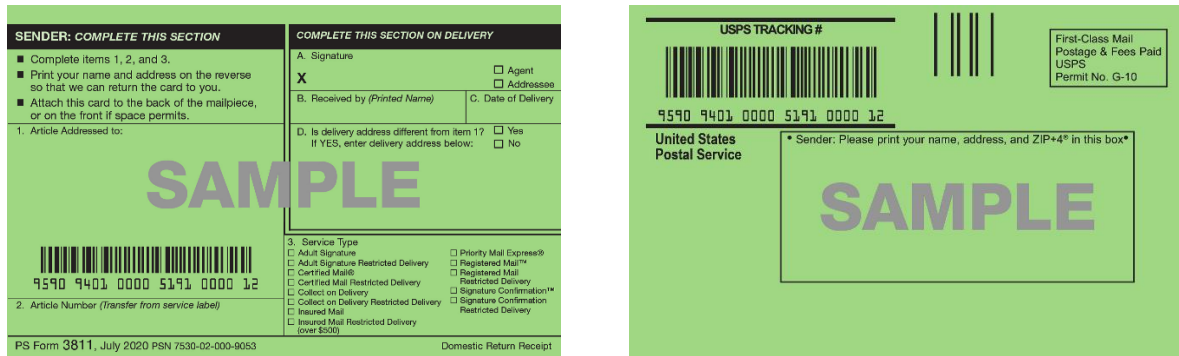 SENDER: COMPLETE THIS SECTION
■ Complete items 1, 2, and 3.
■ Print your name and address on the reverse
so that we can return the card to you.
■ Attach this card to the back of the mailpiece,
or on the front if space permits.
1. Article Addressed to:
9590 9401 0000 5191 0000 12
2. Article Number (Transfer from service label)
COMPLETE THIS SECTION ON DELIVERY
A. Signature
X
☐ Agent
☐ Addressee
B. Received by (Printed Name)
C. Date of Delivery
D. Is delivery address different from item 1? ☐ Yes
If YES, enter delivery address below: ☐ No
SAMPLE
3. Service Type
☐ Adult Signature
☐ Adult Signature Restricted Delivery
☐ Certified Mail®
☐ Certified Mail Restricted Delivery
☐ Collect on Delivery
☐ Collect on Delivery Restricted Delivery
☐ Insured Mail
☐ Insured Mail Restricted Delivery
(over $500)
☐ Priority Mail Express®
☐ Registered Mail™
☐ Registered Mail
Restricted Delivery
☐ Signature Confirmation™
☐ Signature Confirmation
Restricted Delivery
PS Form 3811, July 2020 PSN 7530-02-000-9053
Domestic Return Receipt
USPS TRACKING #
9590 9401 0000 5191 0000 12
First-Class Mail
Postage & Fees Paid
USPS
Permit No. G-10
United States
Postal Service
• Sender: Please print your name, address, and ZIP+4® in this box•
SAMPLE